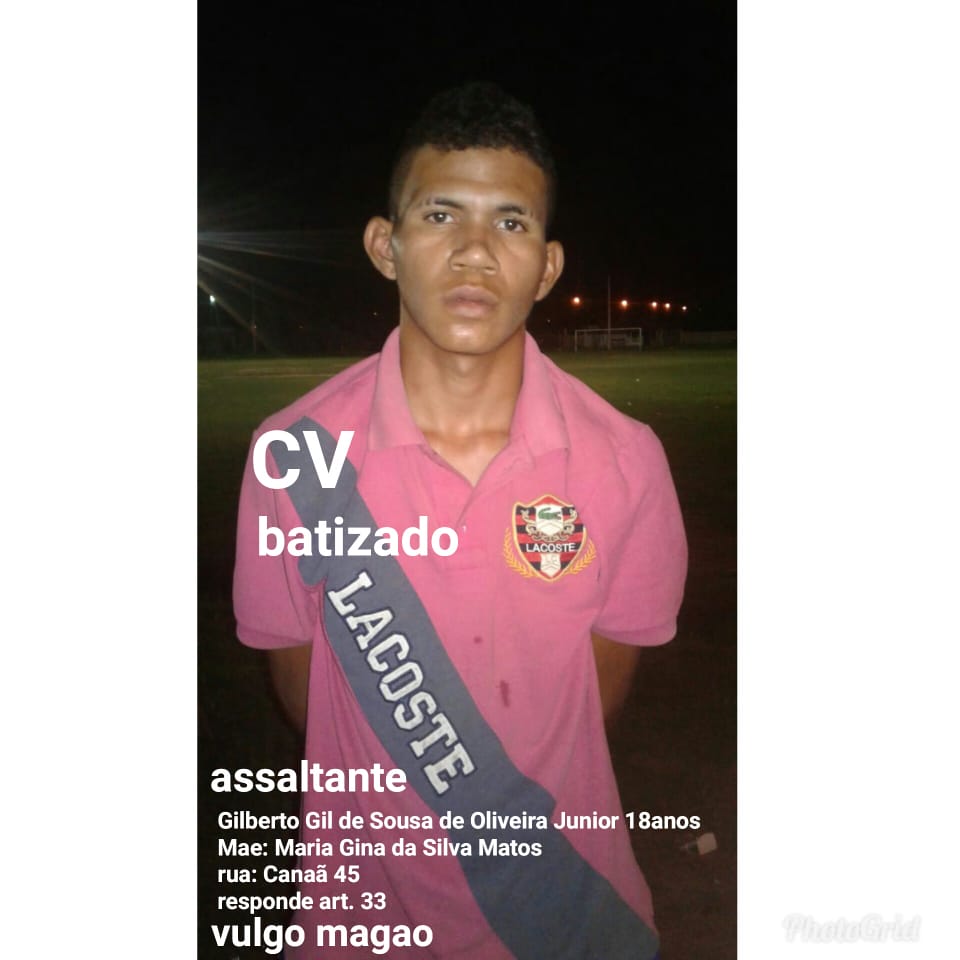 CV
batizado
LACOSTE
LACOSTE
assaltante
Gilberto Gil de Sousa de Oliveira Junior 18anos
Mae: Maria Gina da Silva Matos
rua: Canaã 45
responde art. 33
vulgo magao
PhotoGrid